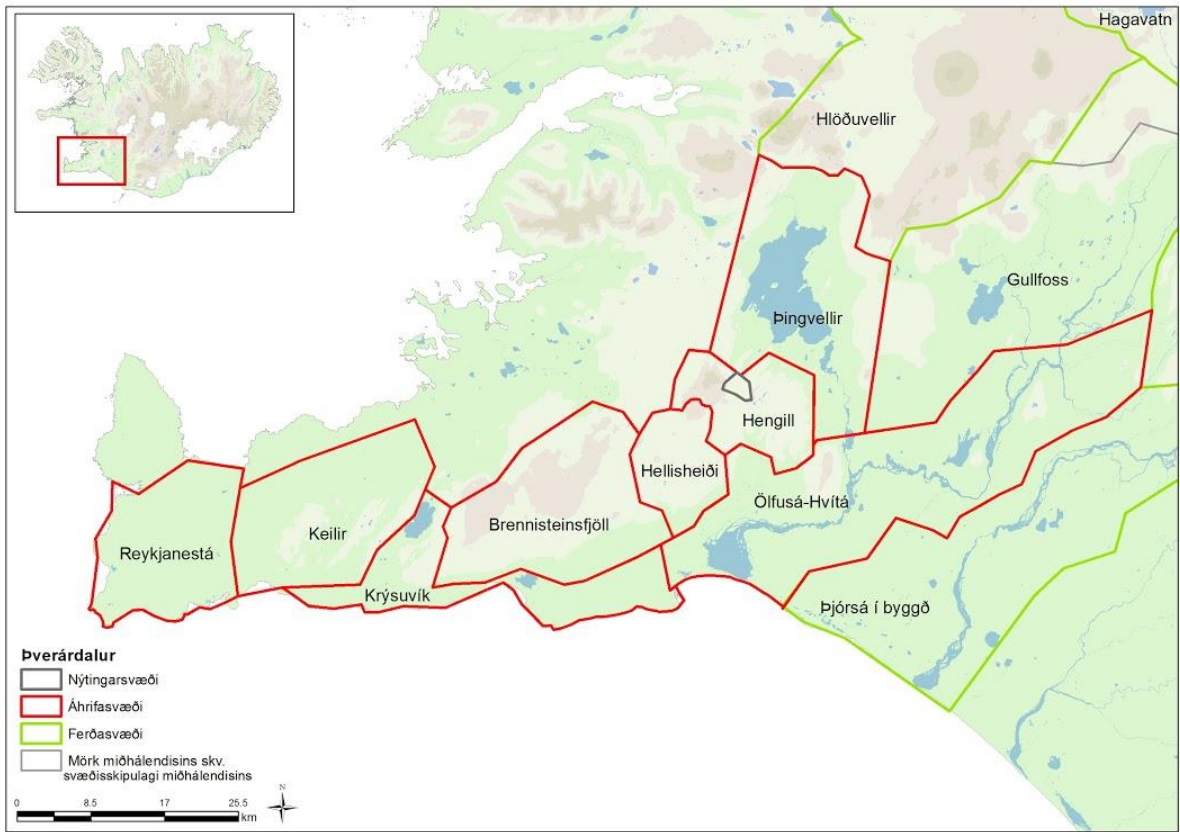 Hagavatn
Hlöðuvellir
Gullfoss
Þingvellir
Hengill
Hellisheiði
Ölfusá-Hvítá
Brennisteinsfjöll
Keilir
Reykjanestá
Krýsuvík
Þjórsá í byggð
Þverárdalur
Nýtingarsvæði
Áhrifasvæði
Ferðasvæði
Mörk miðhálendisins skv.
svæðisskipulagi miðhálendisins
0 8.5 17 25.5
km
N